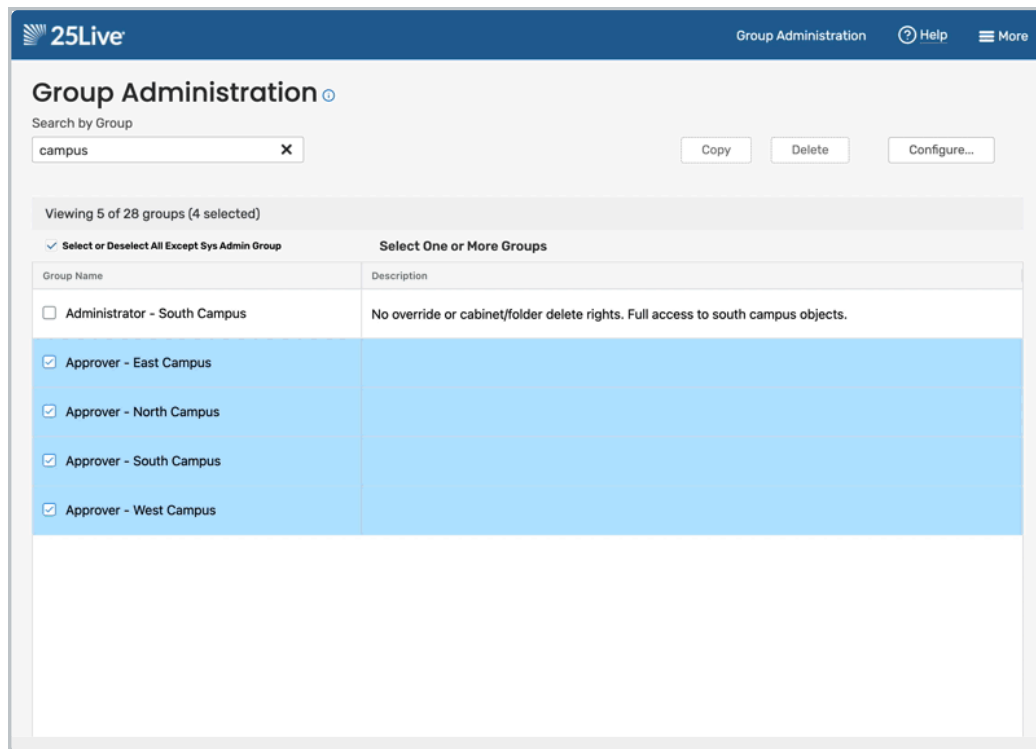 25Live
Group Administration
Help
More
Group Administration
Search by Group
campus
Copy
Delete
Configure...
Viewing 5 of 28 groups (4 selected)
Select or Deselect All Except Sys Admin Group
Select One or More Groups
Group Name
Description
Administrator - South Campus
No override or cabinet/folder delete rights. Full access to south campus objects.
Approver - East Campus
Approver - North Campus
Approver - South Campus
Approver - West Campus